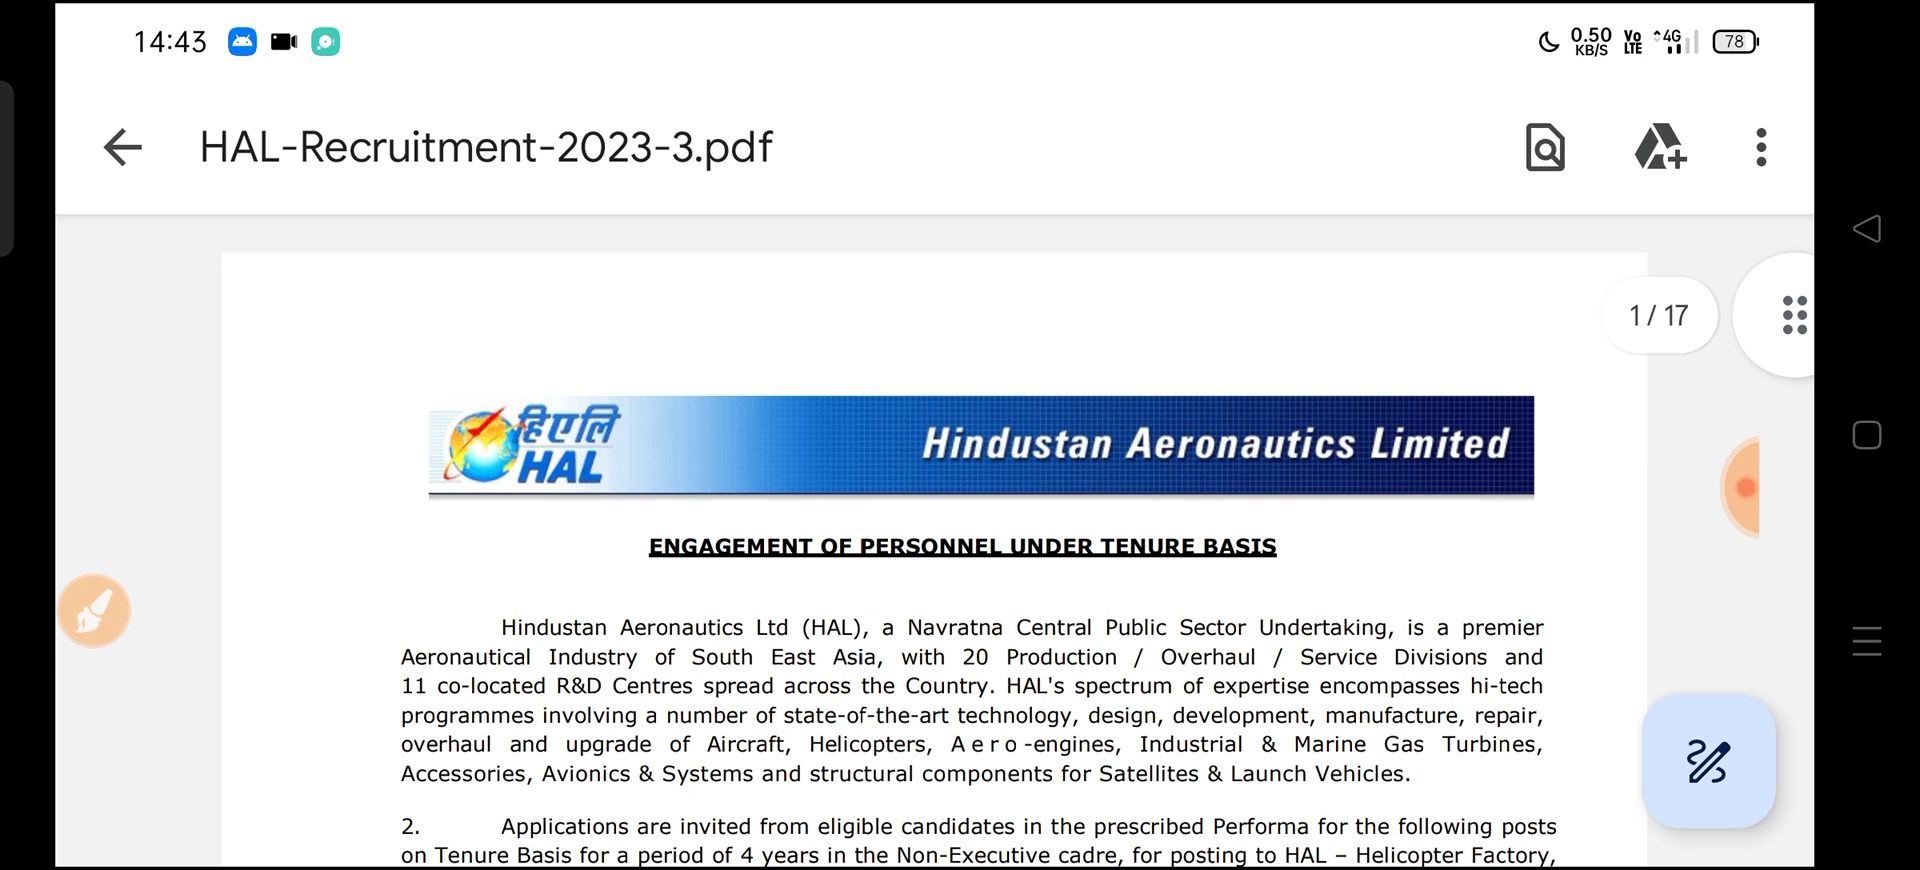 14:43
0.50 KB/S Vo LTE 4G 78
HAL-Recruitment-2023-3.pdf
1 / 17
हिएलि
HAL
Hindustan Aeronautics Limited
ENGAGEMENT OF PERSONNEL UNDER TENURE BASIS
Hindustan Aeronautics Ltd (HAL), a Navratna Central Public Sector Undertaking, is a premier
Aeronautical Industry of South East Asia, with 20 Production / Overhaul / Service Divisions and
11 co-located R&D Centres spread across the Country. HAL's spectrum of expertise encompasses hi-tech
programmes involving a number of state-of-the-art technology, design, development, manufacture, repair,
overhaul and upgrade of Aircraft, Helicopters, Aero-engines, Industrial & Marine Gas Turbines,
Accessories, Avionics & Systems and structural components for Satellites & Launch Vehicles.
2. Applications are invited from eligible candidates in the prescribed Performa for the following posts
on Tenure Basis for a period of 4 years in the Non-Executive cadre, for posting to HAL – Helicopter Factory,